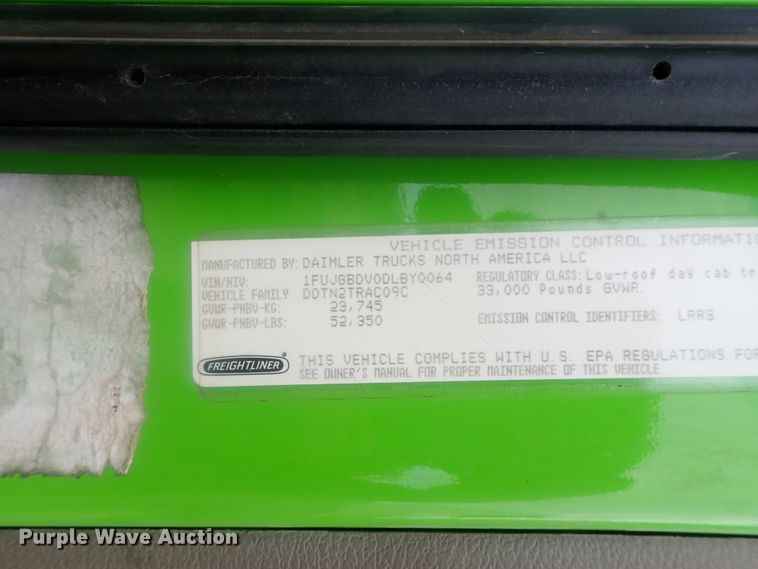 VEHICLE EMISSION CONTROL INFORMATI
MANUFACTURED BY: DAIMLER TRUCKS NORTH AMERICA LLC
VIN/NIV: 1FUJGBDV0DLBY0064 REGULATORY CLASS: Low-roof day cab tr
VEHICLE FAMILY DDTN2TRAC09C 33,000 Pounds GVWR.
GVWR-PNBV-KG: 23,745
GVWR-PNBV-LBS: 52,350 EMISSION CONTROL IDENTIFIERS: LRRS
FREIGHTLINER THIS VEHICLE COMPLIES WITH U.S. EPA REGULATIONS FOR
SEE OWNER'S MANUAL FOR PROPER MAINTENANCE OF THIS VEHICLE.
Purple Wave Auction